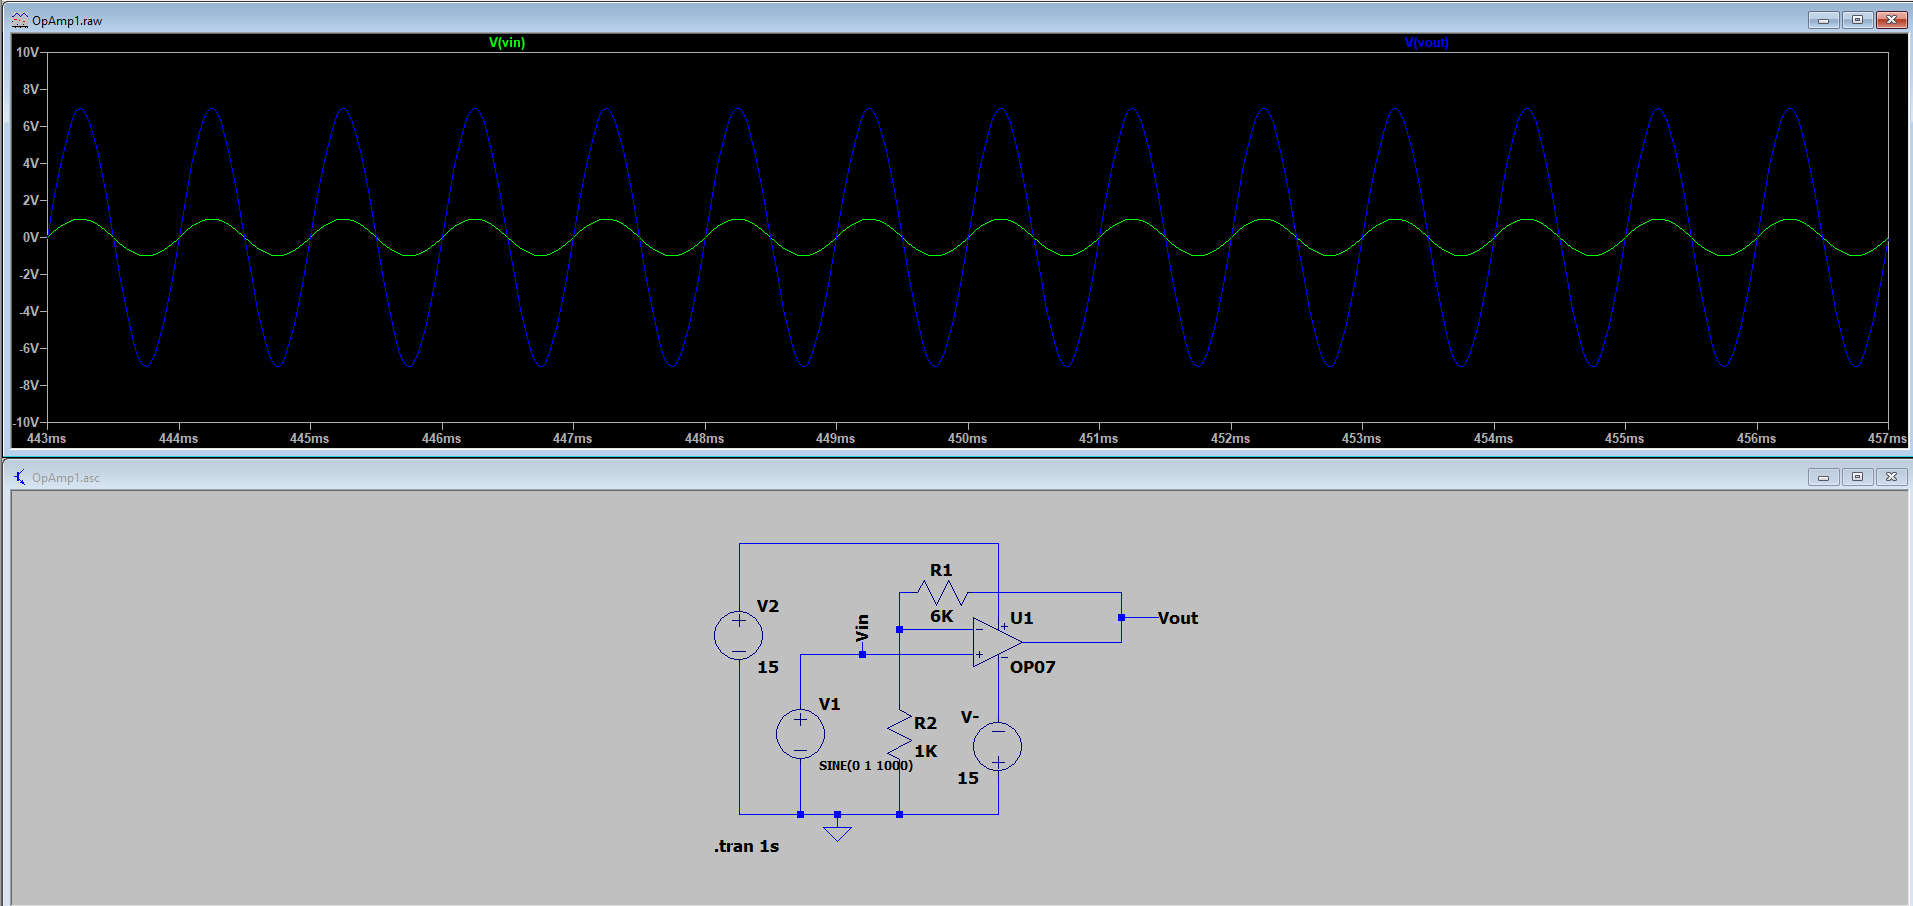 OpAmp1.raw
V(vin)
V(vout)
10V
8V
6V
4V
2V
0V
-2V
-4V
-6V
-8V
-10V
443ms 444ms 445ms 446ms 447ms 448ms 449ms 450ms 451ms 452ms 453ms 454ms 455ms 456ms 457ms
OpAmp1.asc
R1
6K
V2
15
Vin
U1
Vout
OP07
V1
SINE(0 1 1000)
R2
1K
V-
15
.tran 1s